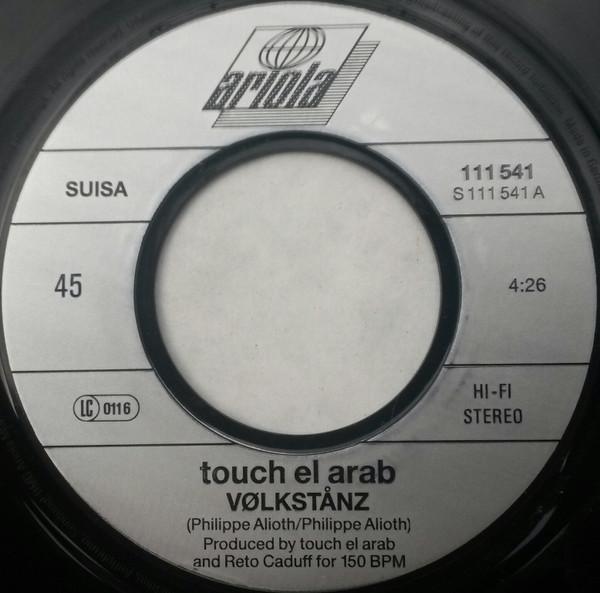 ariola
SUISA
111 541
S 111 541 A
45
4:26
LC 0116
HI-FI
STEREO
touch el arab
VØLKSTÅNZ
(Philippe Alioth/Philippe Alioth)
Produced by touch el arab
and Reto Caduff for 150 BPM